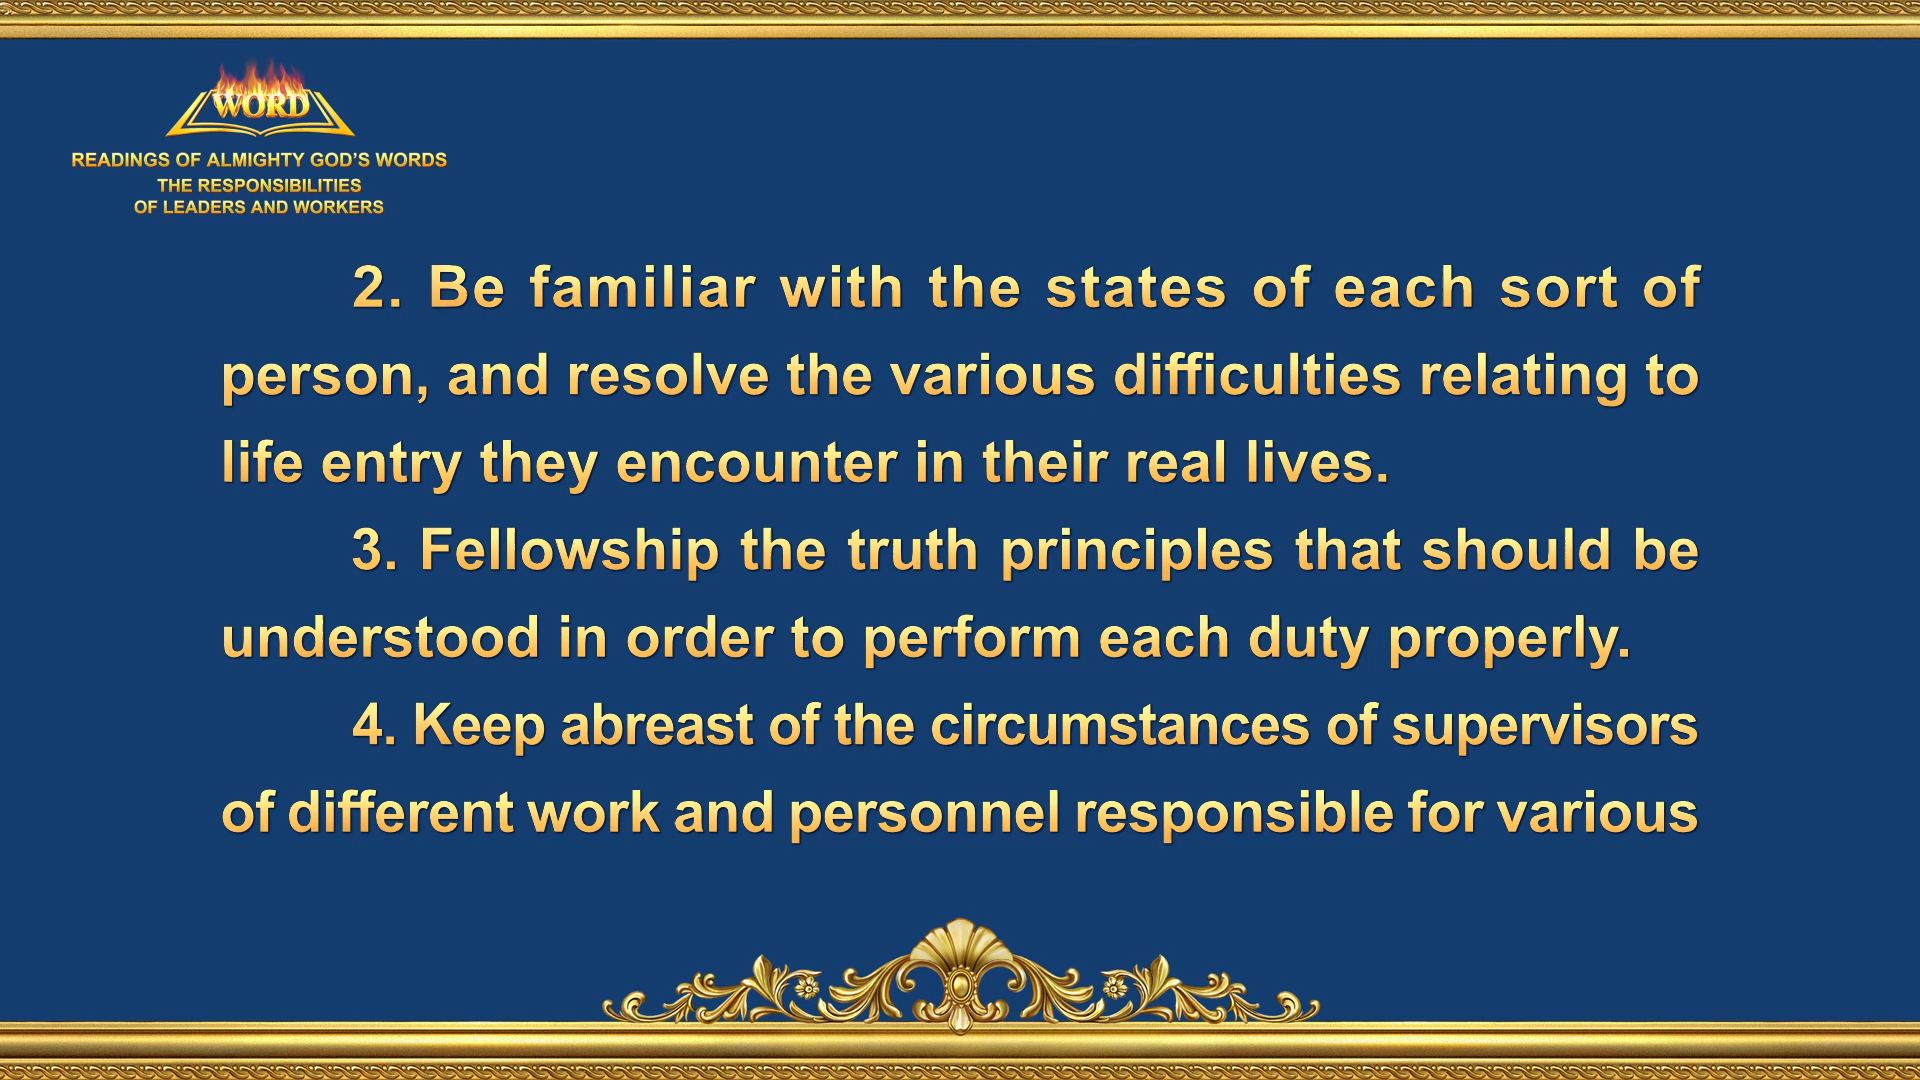 WORD
READINGS OF ALMIGHTY GOD’S WORDS
THE RESPONSIBILITIES
OF LEADERS AND WORKERS
2. Be familiar with the states of each sort of
person, and resolve the various difficulties relating to
life entry they encounter in their real lives.
3. Fellowship the truth principles that should be
understood in order to perform each duty properly.
4. Keep abreast of the circumstances of supervisors
of different work and personnel responsible for various